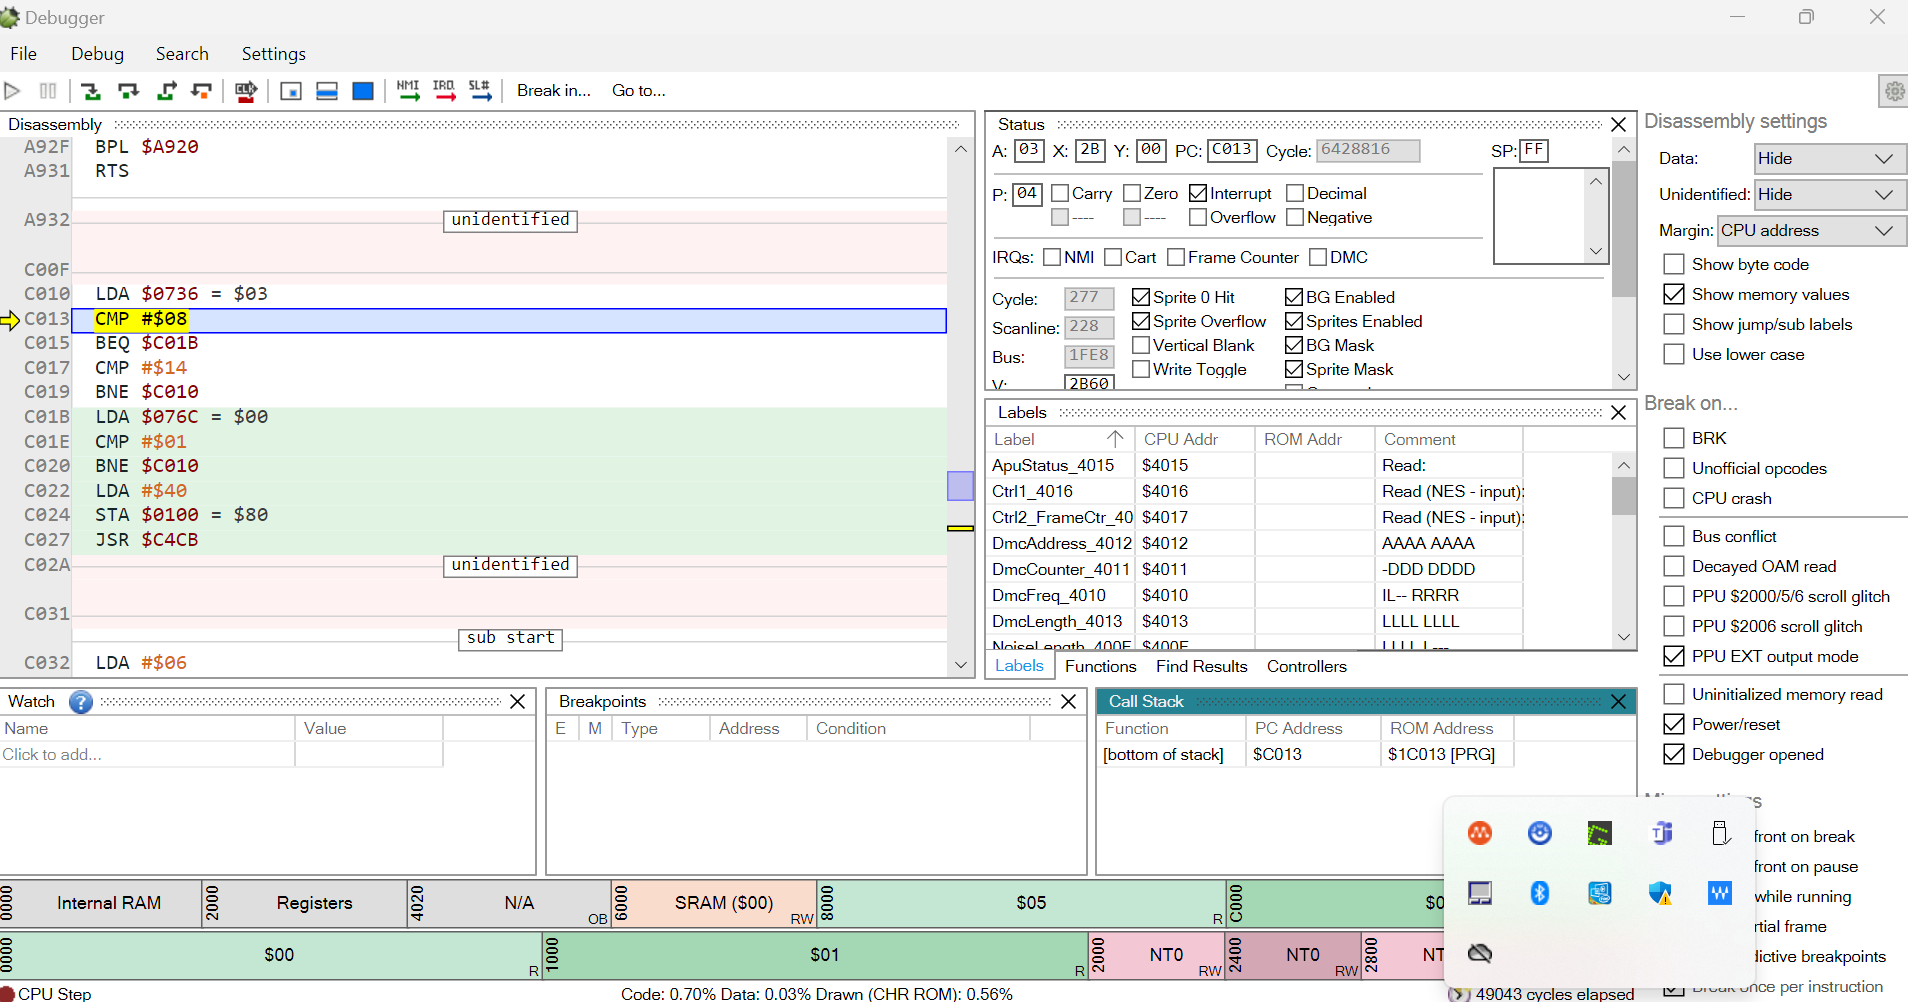 Debugger
File Debug Search Settings
NMI IRQ SL# Break in... Go to...
Disassembly
A92F BPL $A920
A931 RTS
A932 unidentified
C00F
C010 LDA $0736 = $03
C013 CMP #$08
C015 BEQ $C01B
C017 CMP #$14
C019 BNE $C010
C01B LDA $076C = $00
C01E CMP #$01
C020 BNE $C010
C022 LDA #$40
C024 STA $0100 = $80
C027 JSR $C4CB
C02A unidentified
C031
sub start
C032 LDA #$06
Status
A: 03 X: 2B Y: 00 PC: C013 Cycle: 6428816 SP: FF
P: 04 Carry Zero Interrupt Decimal
---- ---- Overflow Negative
IRQs: NMI Cart Frame Counter DMC
Cycle: 277 Sprite 0 Hit BG Enabled
Scanline: 228 Sprite Overflow Sprites Enabled
Bus: 1FE8 Vertical Blank BG Mask
V: 2B60 Write Toggle Sprite Mask
Labels
Label CPU Addr ROM Addr Comment
ApuStatus_4015 $4015 Read:
Ctrl1_4016 $4016 Read (NES - input):
Ctrl2_FrameCtr_40 $4017 Read (NES - input):
DmcAddress_4012 $4012 AAAA AAAA
DmcCounter_4011 $4011 -DDD DDDD
DmcFreq_4010 $4010 IL-- RRRR
DmcLength_4013 $4013 LLLL LLLL
NoiseLength_400F $400F LLLL L---
Labels Functions Find Results Controllers
Disassembly settings
Data: Hide
Unidentified: Hide
Margin: CPU address
Show byte code
Show memory values
Show jump/sub labels
Use lower case
Break on...
BRK
Unofficial opcodes
CPU crash
Bus conflict
Decayed OAM read
PPU $2000/5/6 scroll glitch
PPU $2006 scroll glitch
PPU EXT output mode
Uninitialized memory read
Power/reset
Debugger opened
front on break
front on pause
while running
rtial frame
dictive breakpoints
Break once per instruction
Watch ?
Name Value
Click to add...
Breakpoints
E M Type Address Condition
Call Stack
Function PC Address ROM Address
[bottom of stack] $C013 $1C013 [PRG]
0000 Internal RAM 2000 Registers 4020 N/A OB 6000 SRAM ($00) RW 8000 $05 R C000 $0
0000 $00 R 1000 $01 R 2000 NT0 RW 2400 NT0 RW 2800 NT
CPU Step Code: 0.70% Data: 0.03% Drawn (CHR ROM): 0.56% 49043 cycles elapsed